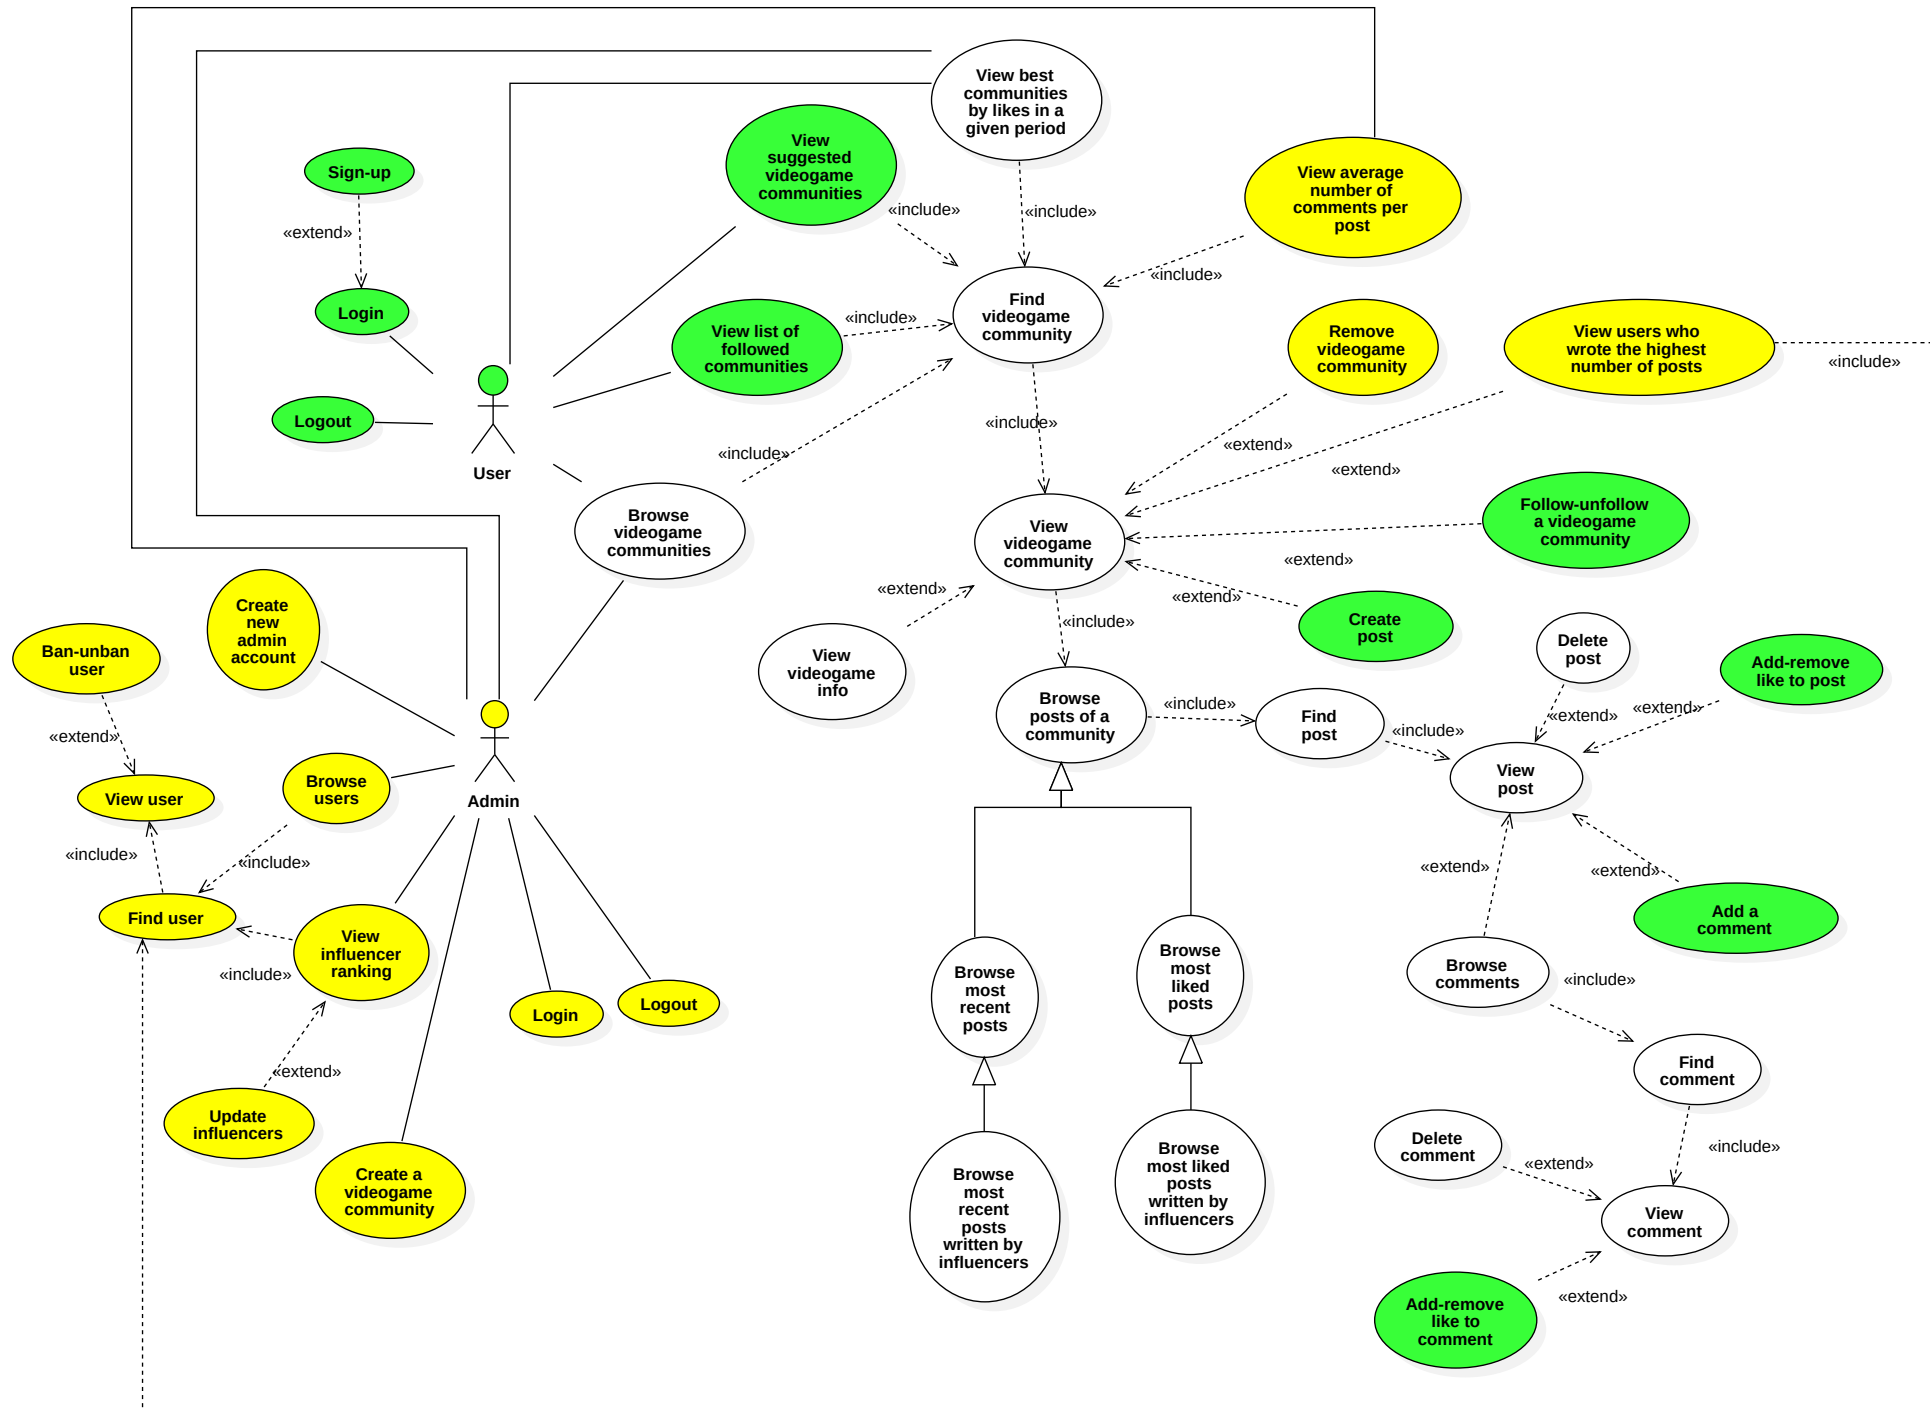 View best
communities
by likes in a
given period
View
suggested
videogame
communities
Sign-up
View average
number of
comments per
post
«include»
«include»
«extend»
«include»
Login
Find
videogame
community
«include»
View list of
followed
communities
Remove
videogame
community
View users who
wrote the highest
number of posts
«include»
Logout
«include»
«include»
«extend»
«extend»
User
Browse
videogame
communities
View
videogame
community
Follow-unfollow
a videogame
community
«extend»
«extend»
«extend»
Create
new
admin
account
Ban-unban
user
«include»
Create
post
View
videogame
info
Delete
post
Add-remove
like to post
Browse
posts of a
community
«include»
Find
post
«extend»
«extend»
«include»
«extend»
View user
Browse
users
Admin
View
post
«include»
«include»
«extend»
«extend»
Find user
View
influencer
ranking
Add a
comment
«include»
Browse
most
recent
posts
Browse
most
liked
posts
Browse
comments
«include»
Login
Logout
«extend»
Find
comment
Update
influencers
Delete
comment
«include»
«extend»
Create a
videogame
community
Browse
most
recent
posts
written by
influencers
Browse
most liked
posts
written by
influencers
View
comment
«extend»
Add-remove
like to
comment